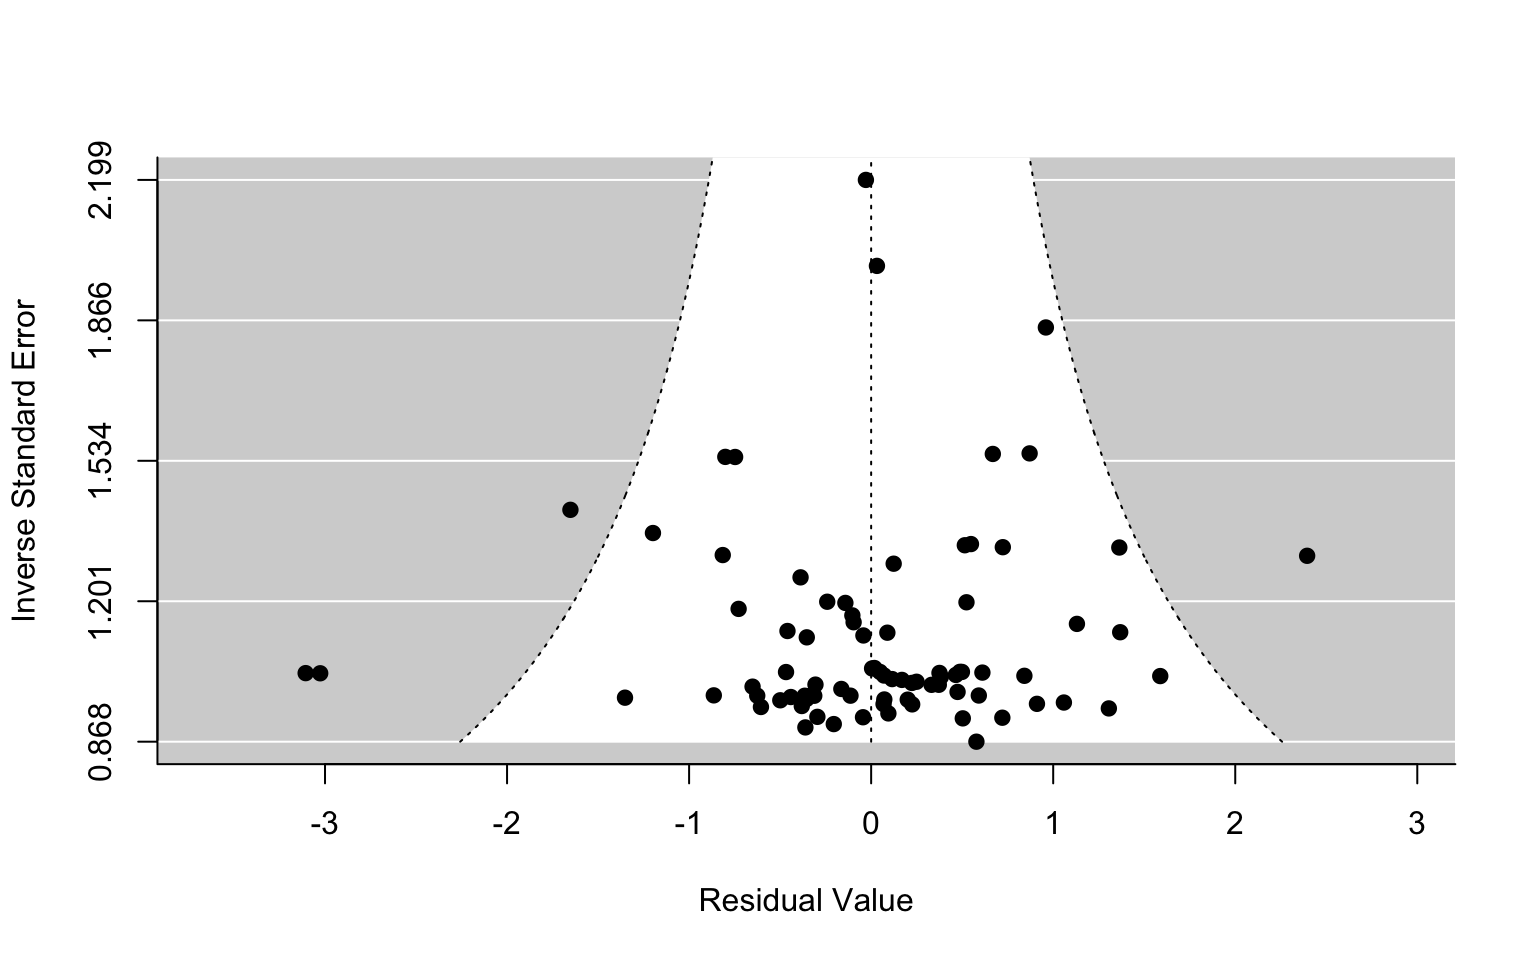 Inverse Standard Error
2.199
1.866
1.534
1.201
0.868
-3 -2 -1 0 1 2 3
Residual Value